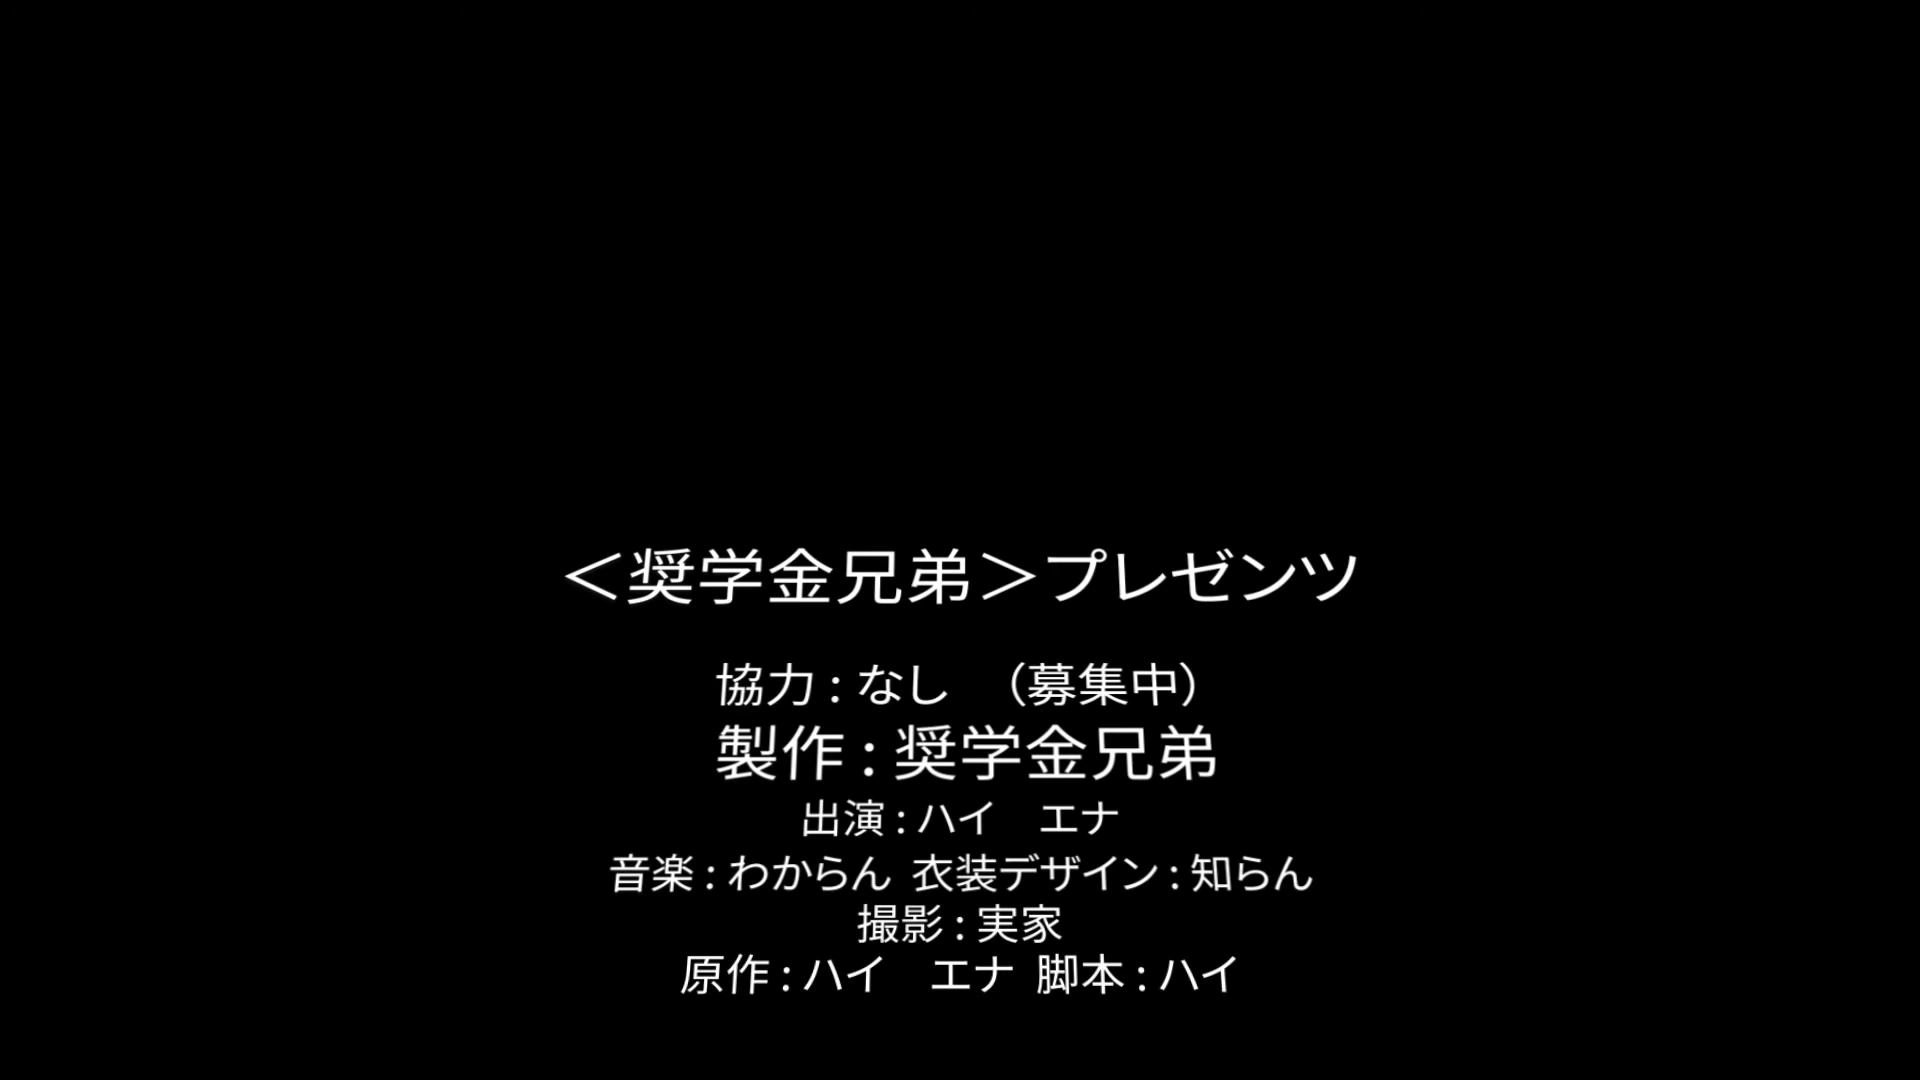 ＜奨学金兄弟＞プレゼンツ
協力 : なし　（募集中）
製作 : 奨学金兄弟
出演 : ハイ　エナ
音楽 : わからん 衣装デザイン : 知らん
撮影 : 実家
原作 : ハイ　エナ 脚本 : ハイ